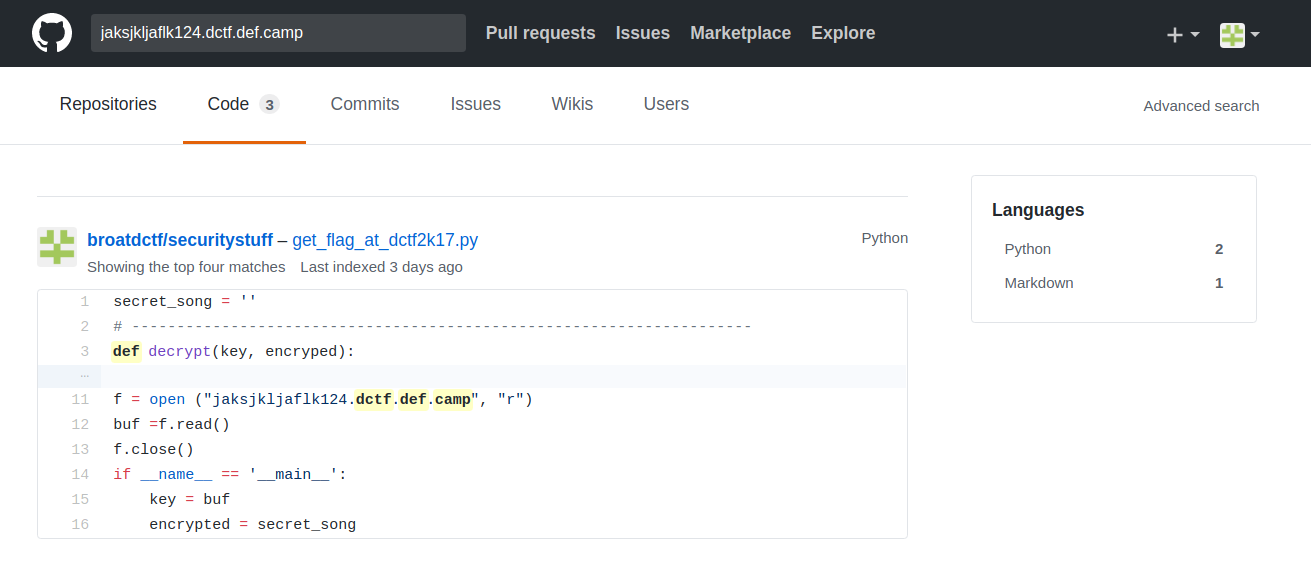 jaksjkljaflk124.dctf.def.camp Pull requests Issues Marketplace Explore
Repositories Code 3 Commits Issues Wikis Users Advanced search
broatdctf/securitystuff – get_flag_at_dctf2k17.py Python
Showing the top four matches Last indexed 3 days ago
1 secret_song = ''
2 # ---------------------------------------------------------------------
3 def decrypt(key, encryped):
…
11 f = open ("jaksjkljaflk124.dctf.def.camp", "r")
12 buf =f.read()
13 f.close()
14 if __name__ == '__main__':
15 key = buf
16 encrypted = secret_song
Languages
Python 2
Markdown 1